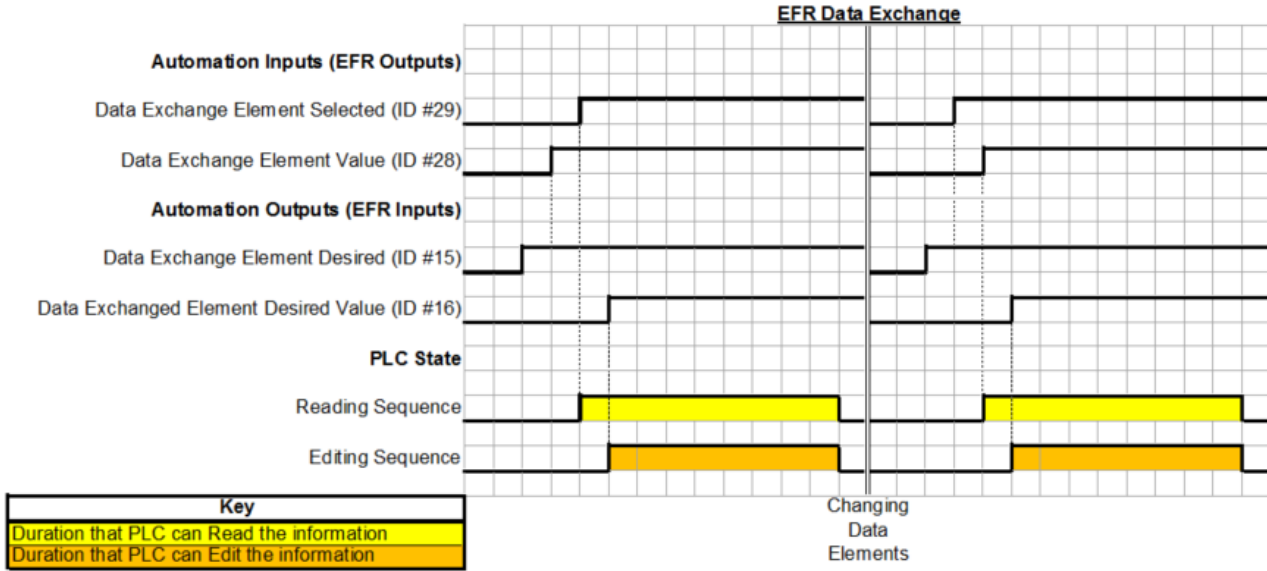 EFR Data Exchange
Automation Inputs (EFR Outputs)
Data Exchange Element Selected (ID #29)
Data Exchange Element Value (ID #28)
Automation Outputs (EFR Inputs)
Data Exchange Element Desired (ID #15)
Data Exchanged Element Desired Value (ID #16)
PLC State
Reading Sequence
Editing Sequence
Key
Duration that PLC can Read the information
Duration that PLC can Edit the information
Changing
Data
Elements